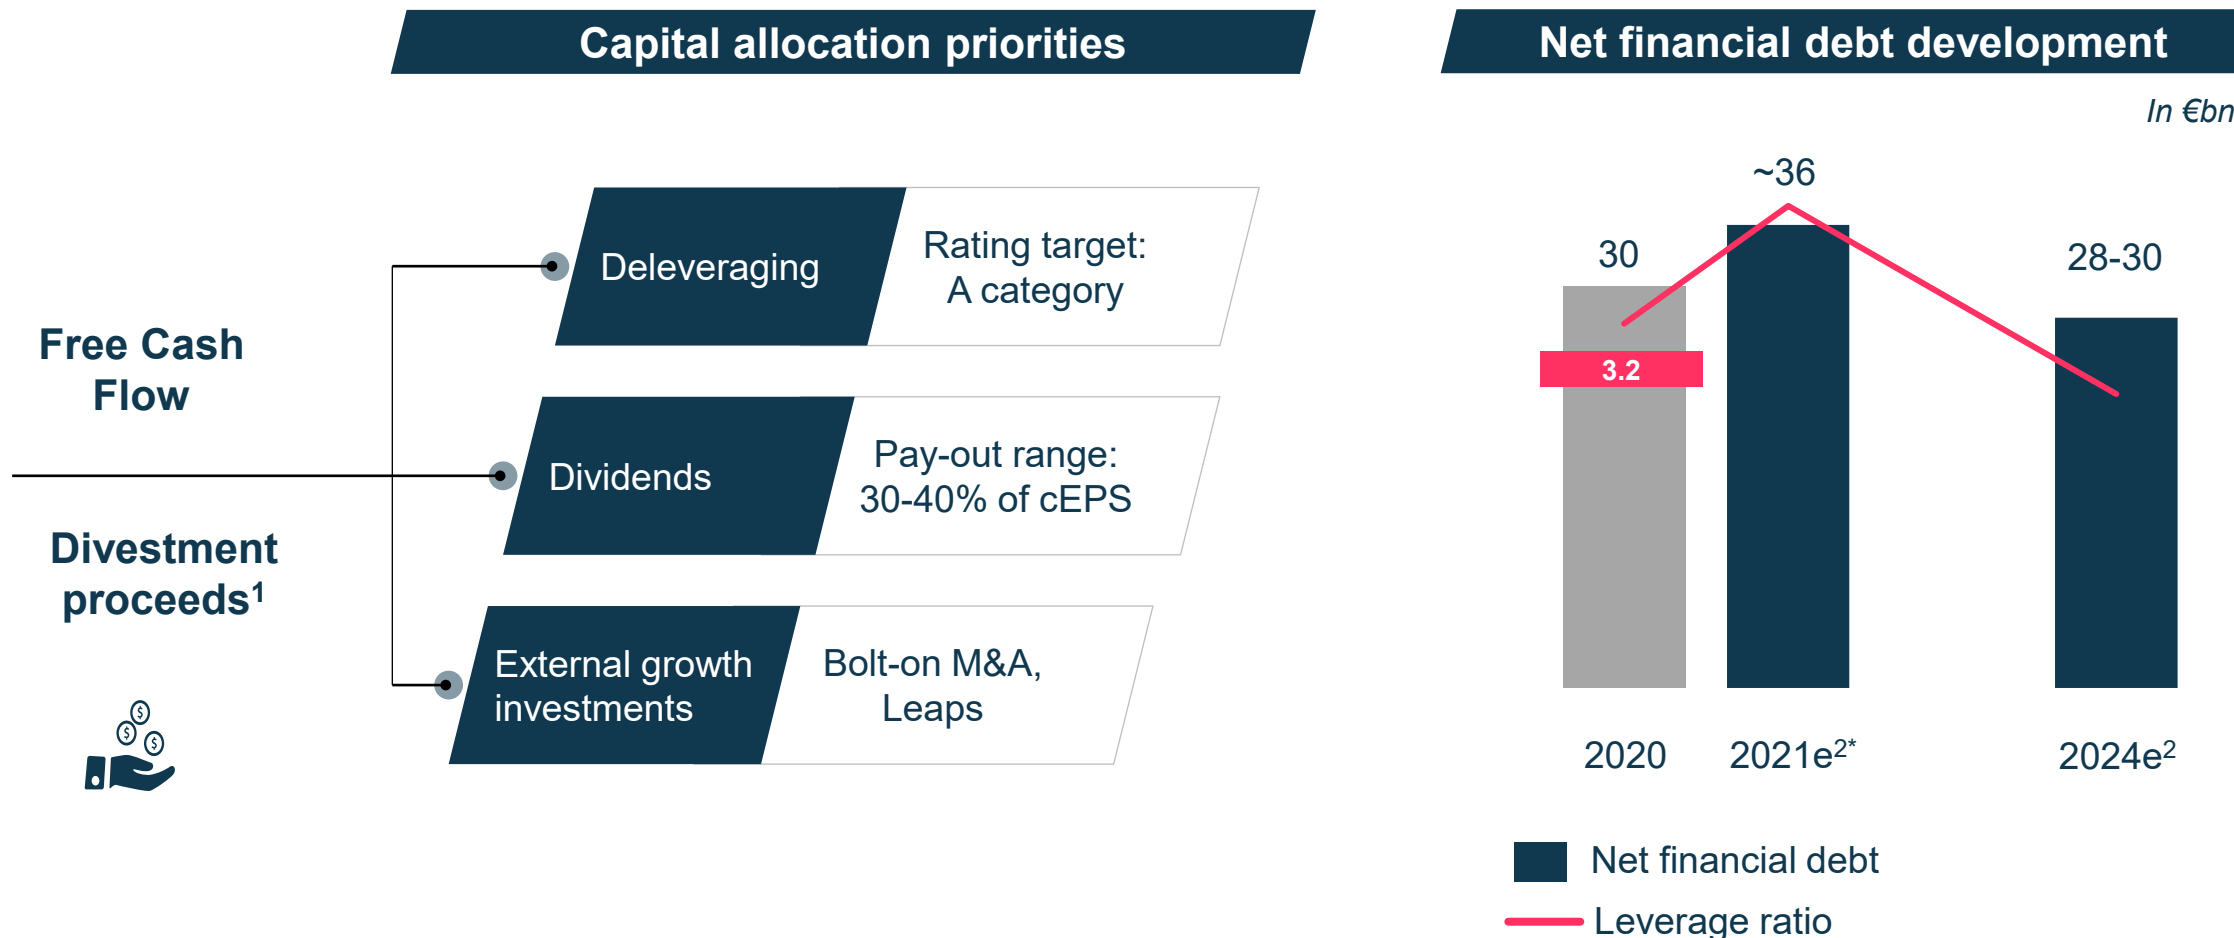 Capital allocation priorities
Free Cash
Flow
Divestment
proceeds¹
Deleveraging
Rating target:
A category
Dividends
Pay-out range:
30-40% of cEPS
External growth
investments
Bolt-on M&A,
Leaps
Net financial debt development
In €bn
30
~36
28-30
3.2
2020
2021e²*
2024e²
Net financial debt
Leverage ratio